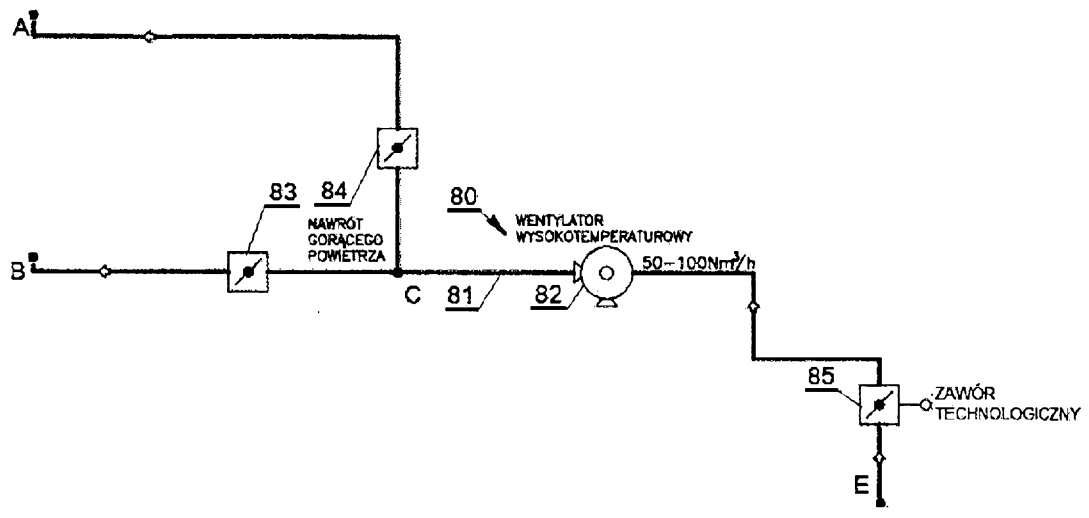 A
83
84
80
NAWRÓT
GORĄCEGO
POWIETRZA
WENTYLATOR
WYSOKOTEMPERATUROWY
50-100Nm³/h
B
C
81
82
85
ZAWÓR
TECHNOLOGICZNY
E